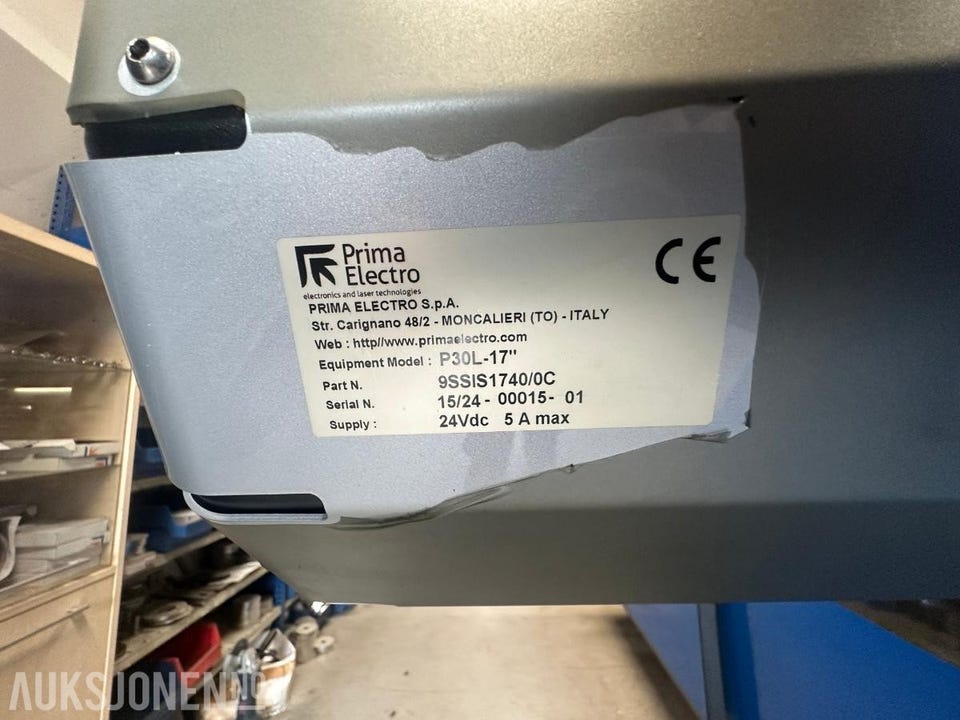 Prima
Electro
electronics and laser technologies
CE
PRIMA ELECTRO S.p.A.
Str. Carignano 48/2 - MONCALIERI (TO) - ITALY
Web : http//www.primaelectro.com
Equipment Model : P30L-17"
Part N. 9SSIS1740/0C
Serial N. 15/24 - 00015- 01
Supply : 24Vdc 5 A max
AUKSJONEN.NO